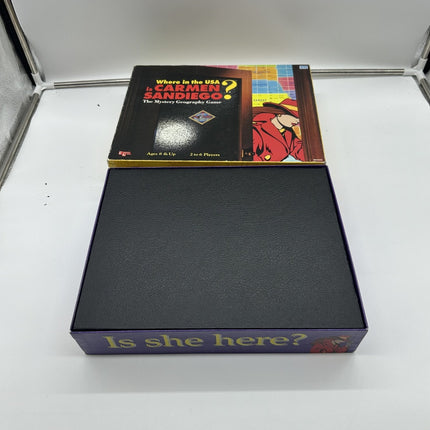 Where in the USA
is CARMEN
SANDIEGO?
The Mystery Geography Game
Ages 8 & Up 2 to 6 Players
Is she here?